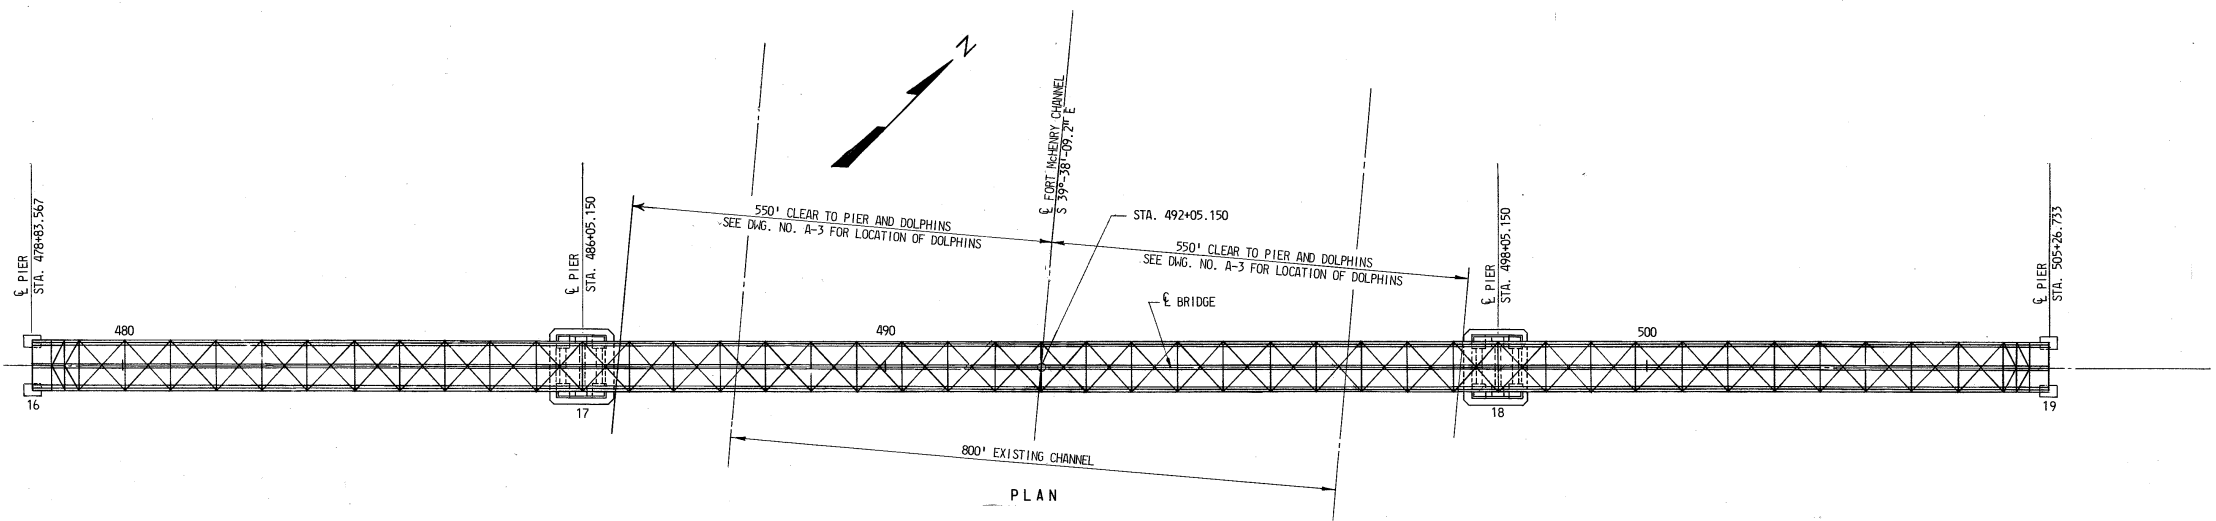 N
℄ FORT McHENRY CHANNEL
S 39°-38'-09.2" E
℄ PIER
STA. 478+83.567
℄ PIER
STA. 486+05.150
550' CLEAR TO PIER AND DOLPHINS
SEE DWG. NO. A-3 FOR LOCATION OF DOLPHINS
STA. 492+05.150
550' CLEAR TO PIER AND DOLPHINS
SEE DWG. NO. A-3 FOR LOCATION OF DOLPHINS
℄ PIER
STA. 498+05.150
℄ PIER
STA. 505+26.733
℄ BRIDGE
480
490
500
16
17
18
19
800' EXISTING CHANNEL
PLAN